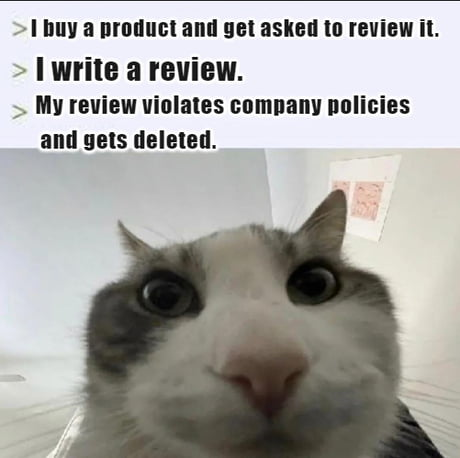 >I buy a product and get asked to review it.
> I write a review.
> My review violates company policies
and gets deleted.